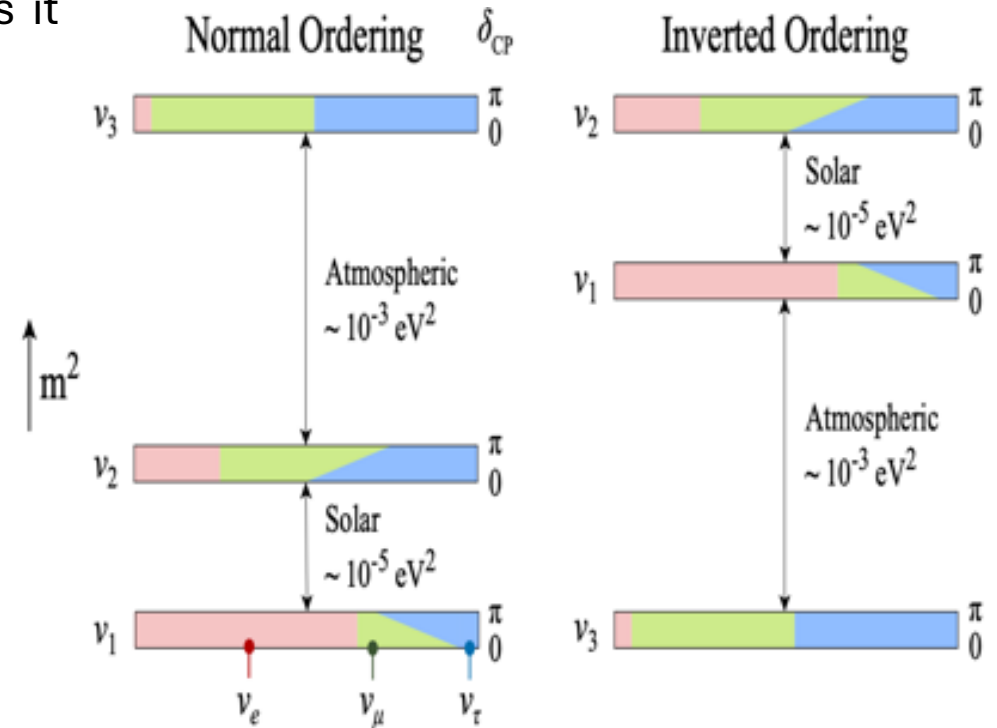 s it
Normal Ordering
δCP
Inverted Ordering
ν3
π
0
ν2
π
0
Solar
~ 10-5 eV2
Atmospheric
~ 10-3 eV2
ν1
π
0
m2
Atmospheric
~ 10-3 eV2
ν2
π
0
Solar
~ 10-5 eV2
ν1
π
0
ν3
π
0
νe
νμ
ντ